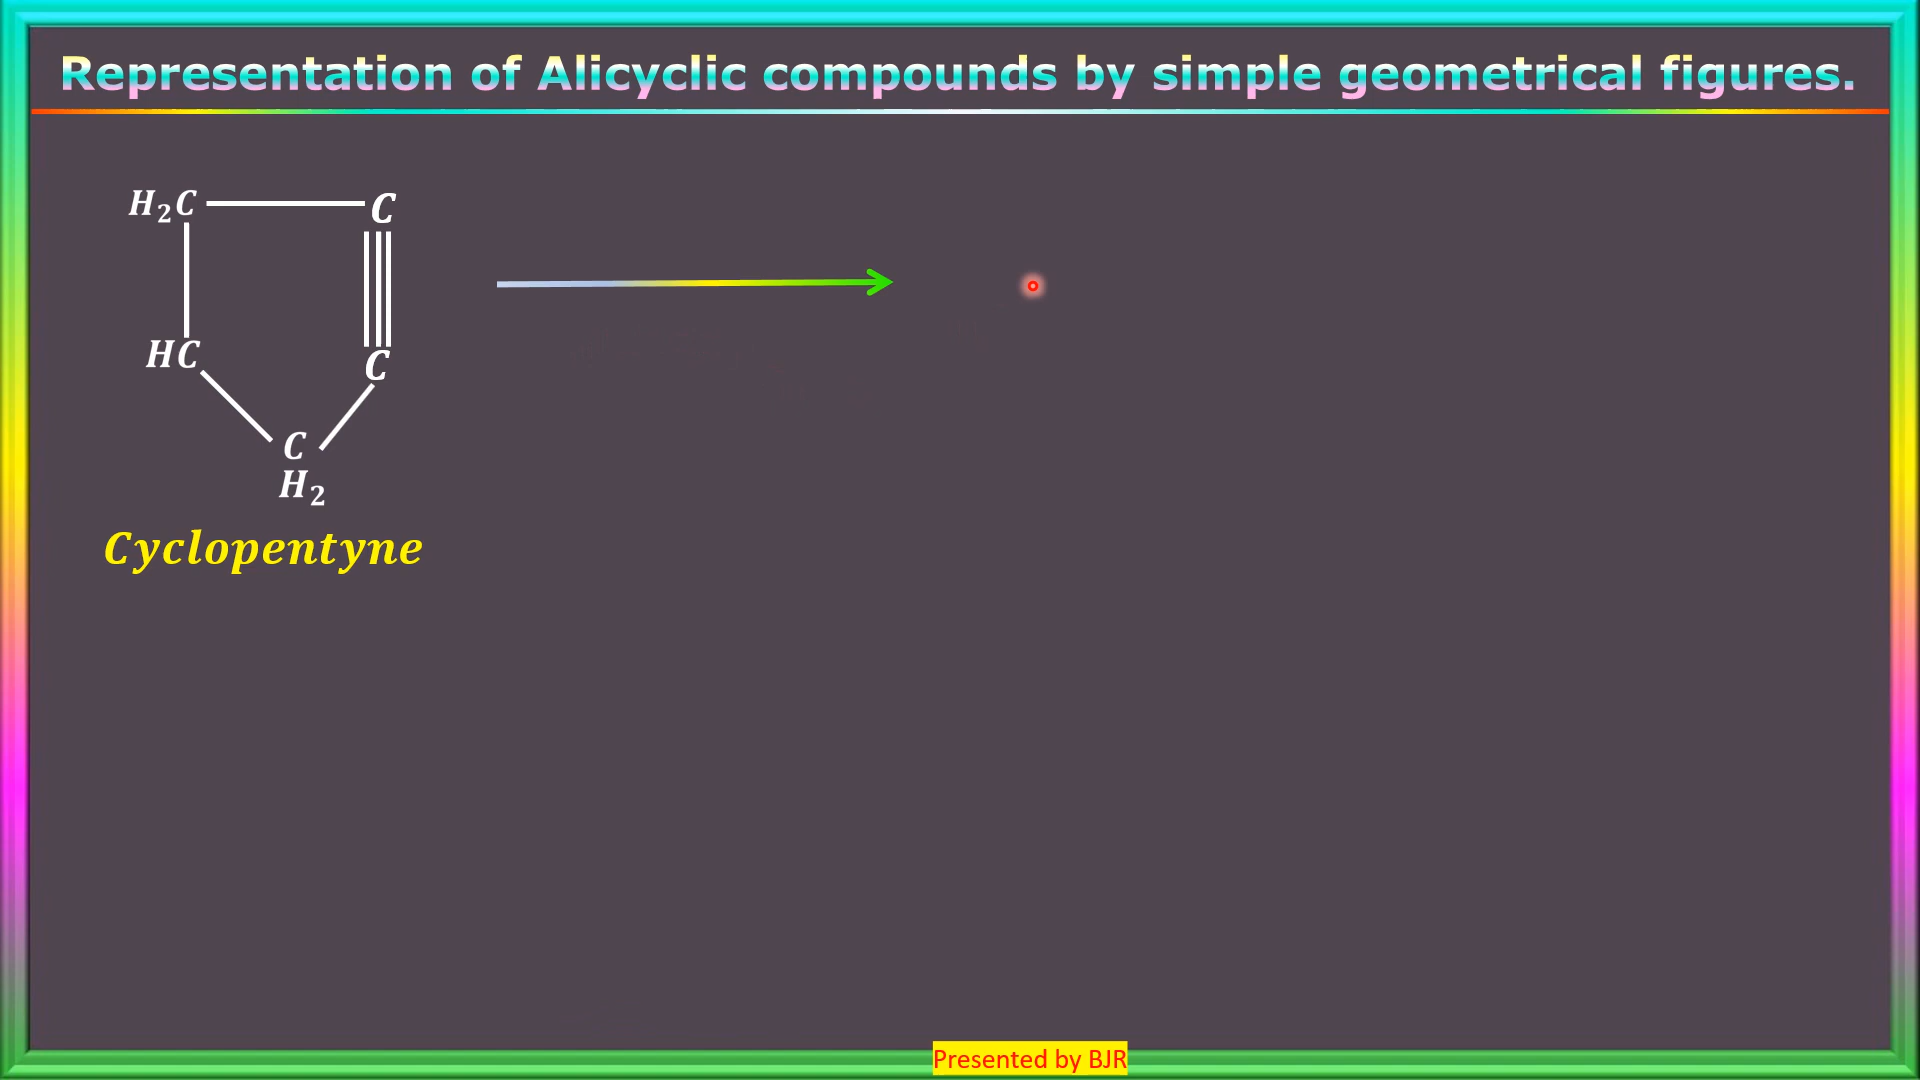 Representation of Alicyclic compounds by simple geometrical figures.
H₂C C
HC C
C
H₂
Cyclopentyne
Presented by BJR